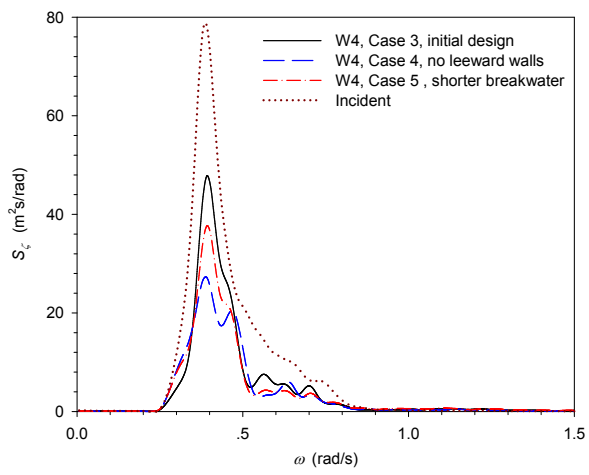 80
60
40
20
0
S_ζ (m²s/rad)
W4, Case 3, initial design
W4, Case 4, no leeward walls
W4, Case 5 , shorter breakwater
Incident
0.0 .5 1.0 1.5
ω (rad/s)